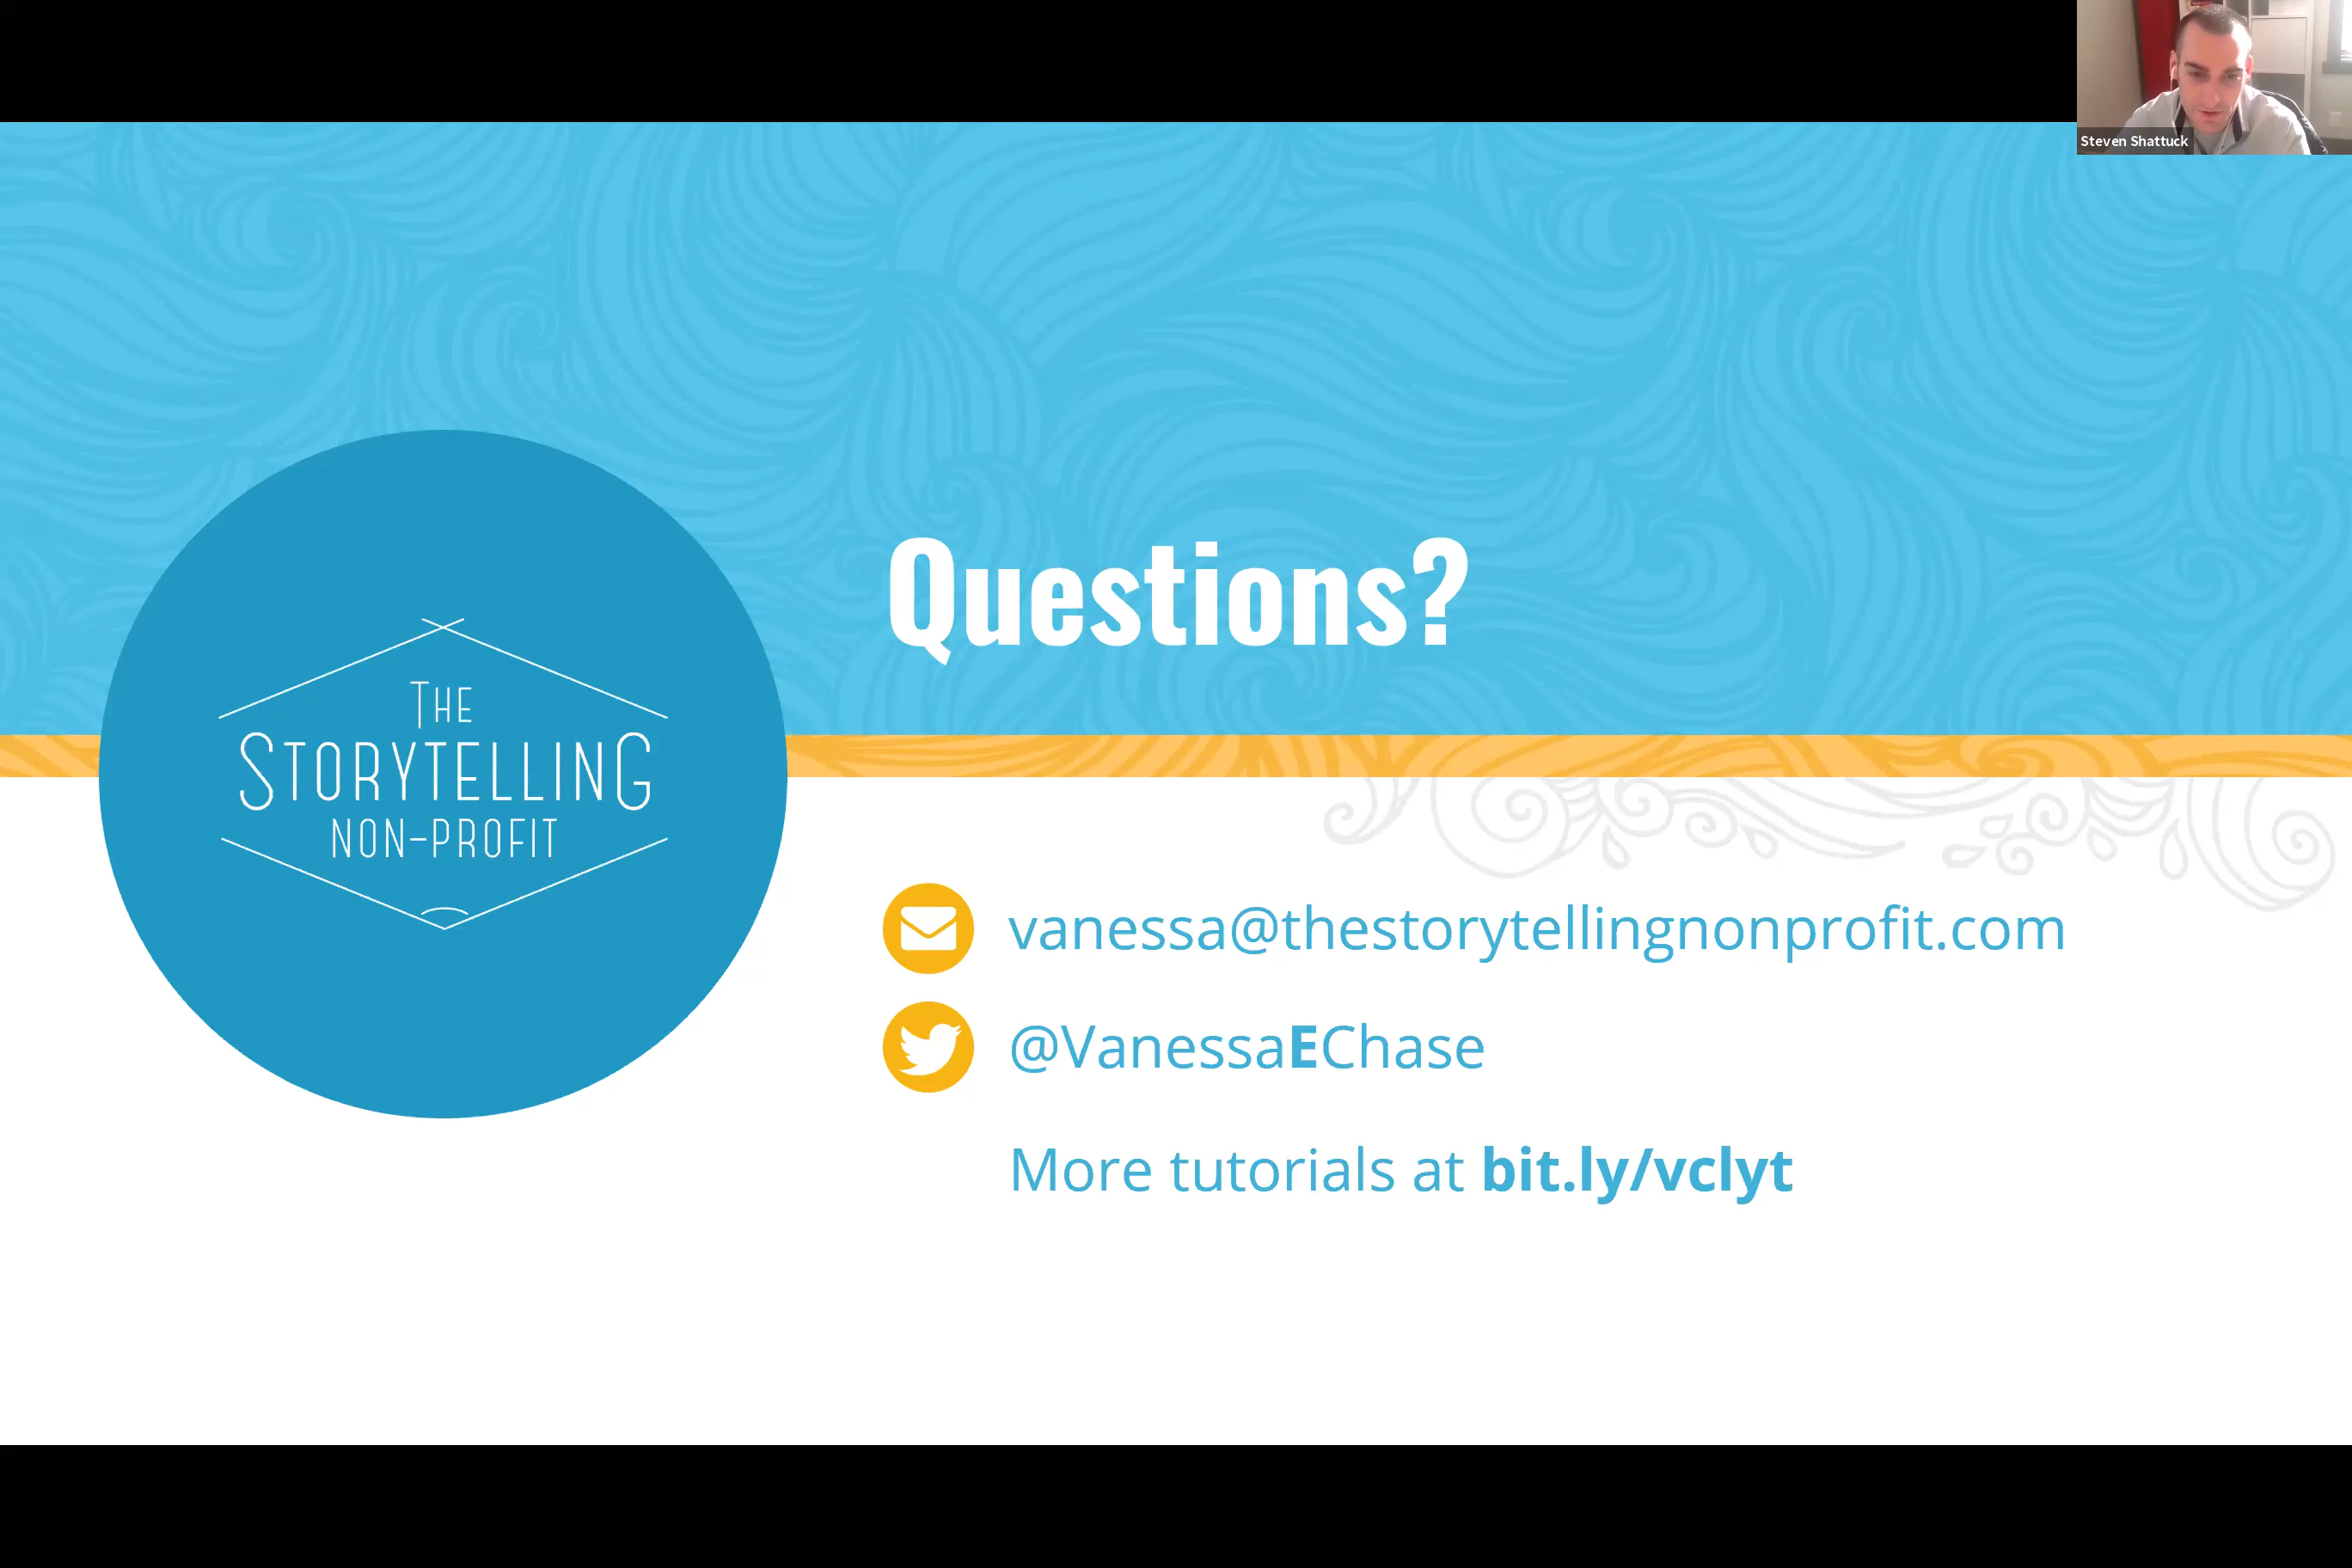 Steven Shattuck
Questions?
THE
STORYTELLING
NON-PROFIT
vanessa@thestorytellingnonprofit.com
@VanessaEChase
More tutorials at bit.ly/vclyt